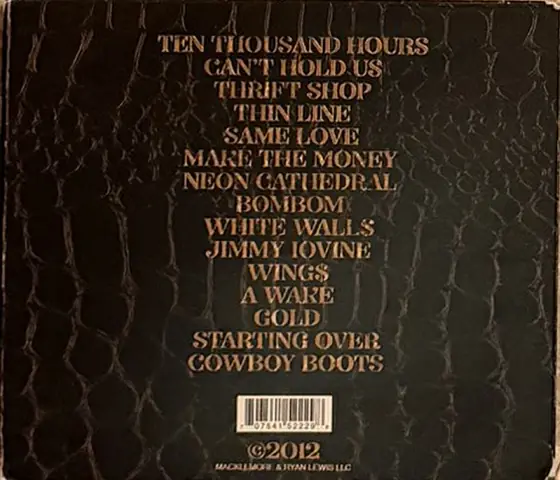 TEN THOUSAND HOURS
CAN'T HOLD US
THRIFT SHOP
THIN LINE
SAME LOVE
MAKE THE MONEY
NEON CATHEDRAL
BOMBOM
WHITE WALLS
JIMMY IOVINE
WING$
A WAKE
GOLD
STARTING OVER
COWBOY BOOTS
©2012
MACKLEMORE & RYAN LEWIS LLC